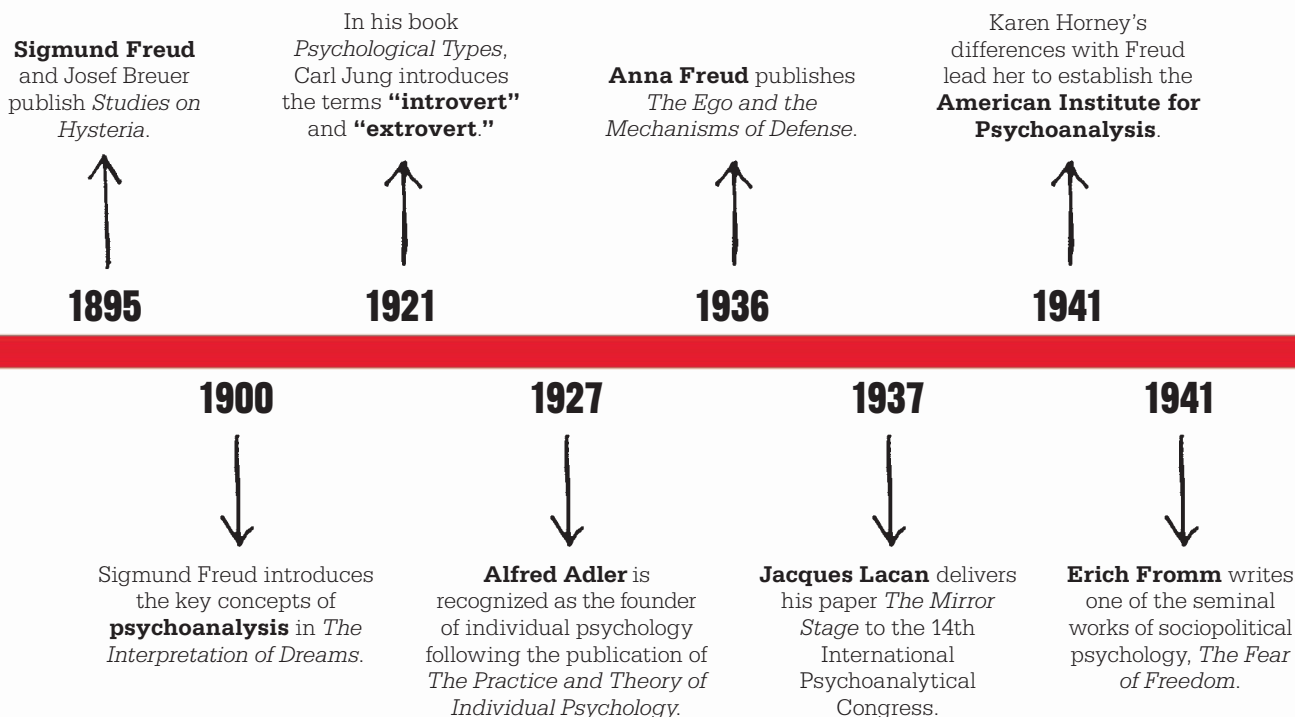 Sigmund Freud
and Josef Breuer
publish Studies on
Hysteria.
1895
In his book
Psychological Types,
Carl Jung introduces
the terms “introvert”
and “extrovert.”
1921
Anna Freud publishes
The Ego and the
Mechanisms of Defense.
1936
Karen Horney’s
differences with Freud
lead her to establish the
American Institute for
Psychoanalysis.
1941
1900
Sigmund Freud introduces
the key concepts of
psychoanalysis in The
Interpretation of Dreams.
1927
Alfred Adler is
recognized as the founder
of individual psychology
following the publication of
The Practice and Theory of
Individual Psychology.
1937
Jacques Lacan delivers
his paper The Mirror
Stage to the 14th
International
Psychoanalytical
Congress.
1941
Erich Fromm writes
one of the seminal
works of sociopolitical
psychology, The Fear
of Freedom.